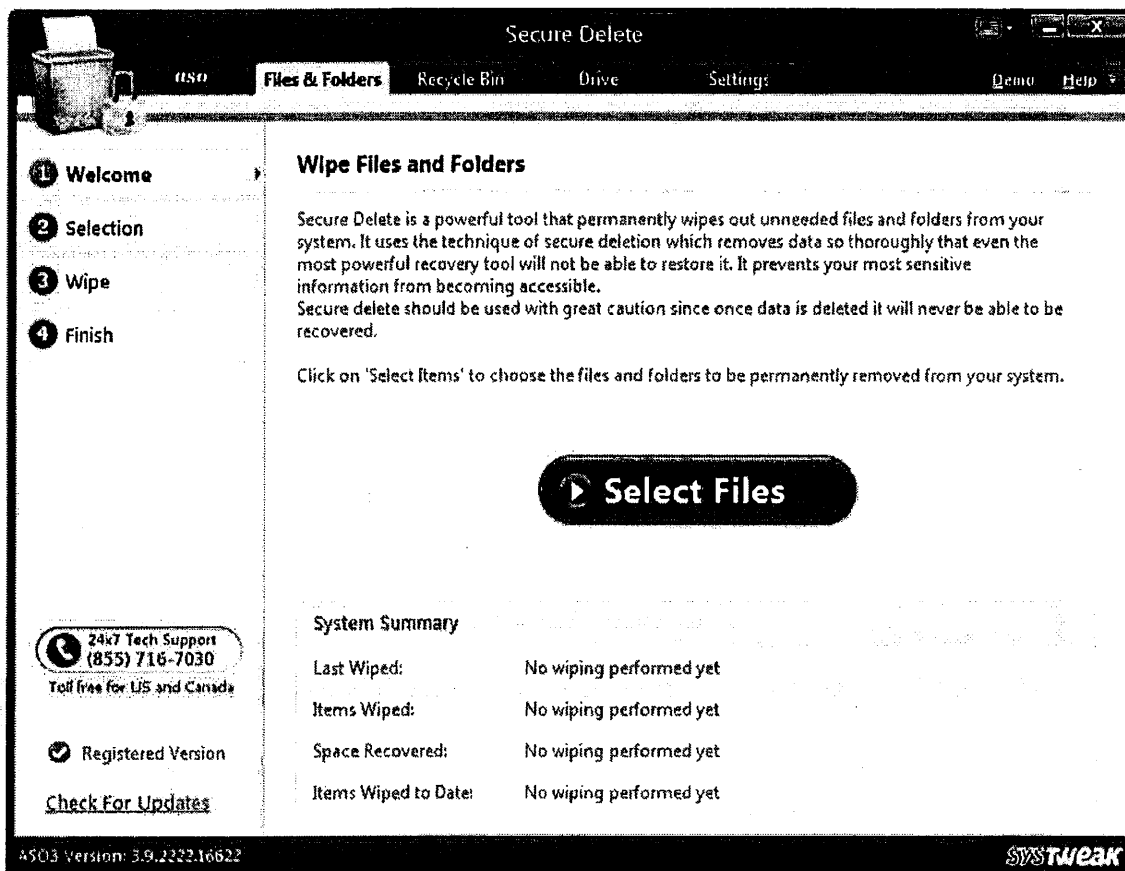 Secure Delete
aso
Files & Folders
Recycle Bin
Drive
Settings
Demo
Help
1 Welcome
2 Selection
3 Wipe
4 Finish
Wipe Files and Folders
Secure Delete is a powerful tool that permanently wipes out unneeded files and folders from your
system. It uses the technique of secure deletion which removes data so thoroughly that even the
most powerful recovery tool will not be able to restore it. It prevents your most sensitive
information from becoming accessible.
Secure delete should be used with great caution since once data is deleted it will never be able to be
recovered.
Click on 'Select Items' to choose the files and folders to be permanently removed from your system.
Select Files
System Summary
Last Wiped: No wiping performed yet
Items Wiped: No wiping performed yet
Space Recovered: No wiping performed yet
Items Wiped to Date: No wiping performed yet
24x7 Tech Support
(855) 716-7030
Toll free for US and Canada
Registered Version
Check For Updates
ASO3 Version: 3.9.2222.16622
SYSTweak